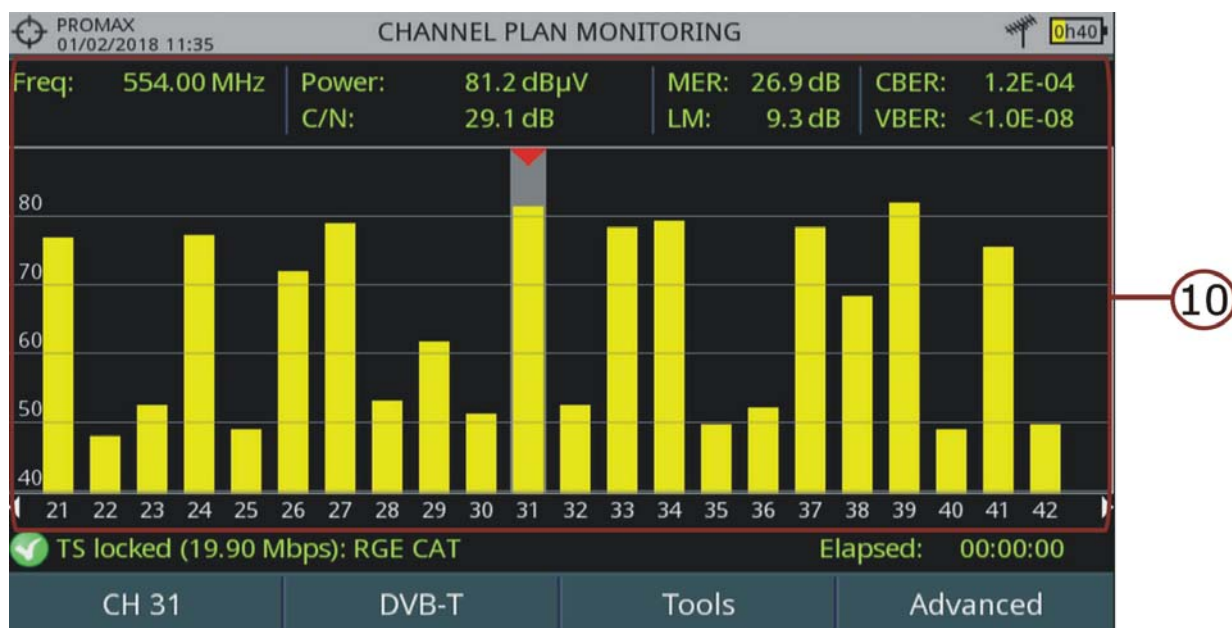 PROMAX
01/02/2018 11:35
CHANNEL PLAN MONITORING
0h40
Freq: 554.00 MHz
Power: 81.2 dBµV
C/N: 29.1 dB
MER: 26.9 dB
LM: 9.3 dB
CBER: 1.2E-04
VBER: <1.0E-08
80
70
60
50
40
21 22 23 24 25 26 27 28 29 30 31 32 33 34 35 36 37 38 39 40 41 42
10
TS locked (19.90 Mbps): RGE CAT
Elapsed: 00:00:00
CH 31
DVB-T
Tools
Advanced